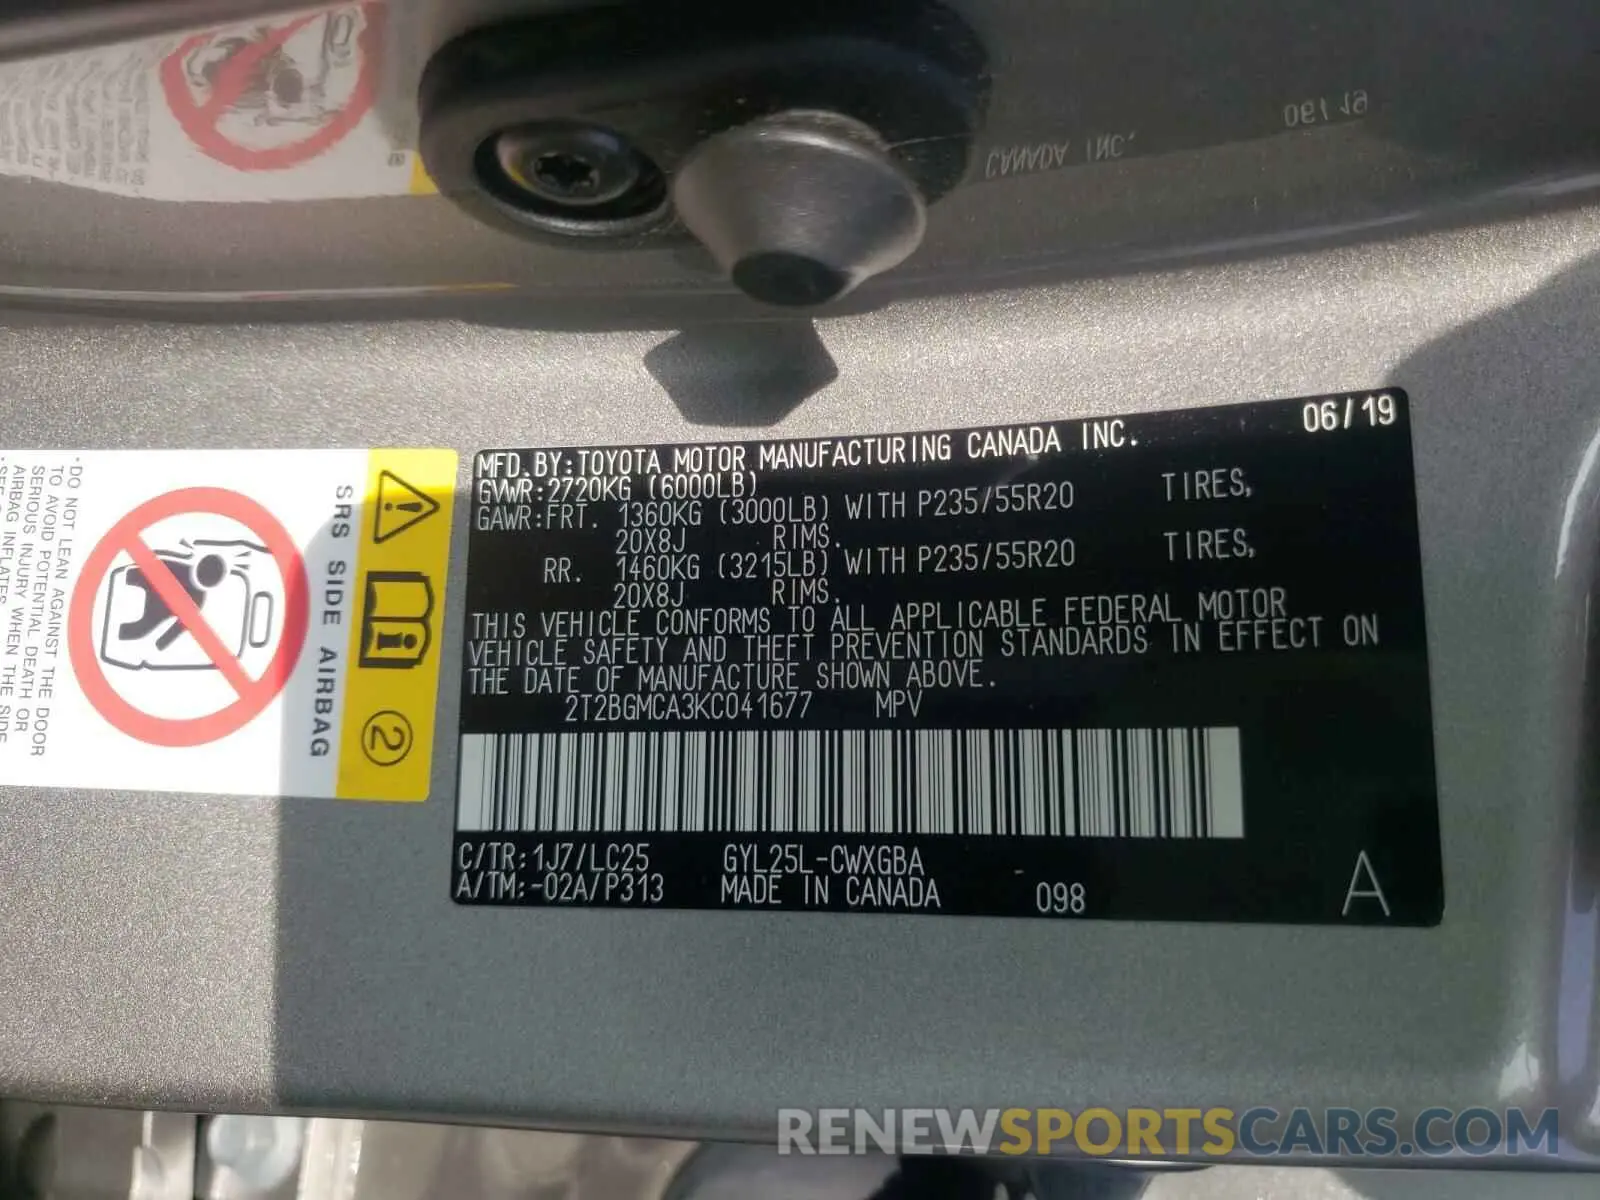 CANADA INC.
06/19
06/19
MFD.BY:TOYOTA MOTOR MANUFACTURING CANADA INC.
GVWR:2720KG (6000LB)
GAWR:FRT. 1360KG (3000LB) WITH P235/55R20 TIRES,
20X8J RIMS.
RR. 1460KG (3215LB) WITH P235/55R20 TIRES,
20X8J RIMS.
THIS VEHICLE CONFORMS TO ALL APPLICABLE FEDERAL MOTOR
VEHICLE SAFETY AND THEFT PREVENTION STANDARDS IN EFFECT ON
THE DATE OF MANUFACTURE SHOWN ABOVE.
2T2BGMCA3KC041677 MPV
C/TR:1J7/LC25 GYL25L-CWXGBA
A/TM:-02A/P313 MADE IN CANADA 098 A
SRS SIDE AIRBAG
2
·DO NOT LEAN AGAINST THE DOOR
TO AVOID POTENTIAL DEATH OR
SERIOUS INJURY WHEN THE
AIRBAG INFLATES. THE SIDE
RENEWSPORTSCARS.COM